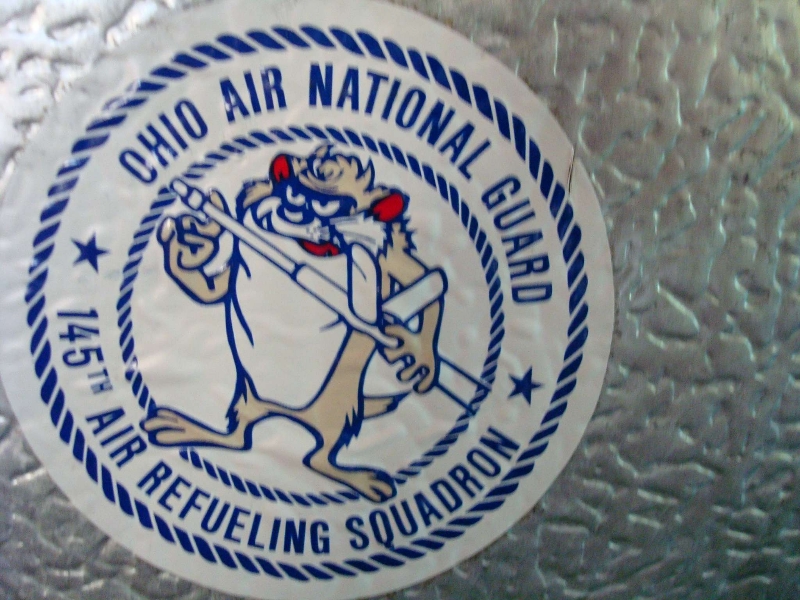 OHIO AIR NATIONAL GUARD
145TH AIR REFUELING SQUADRON